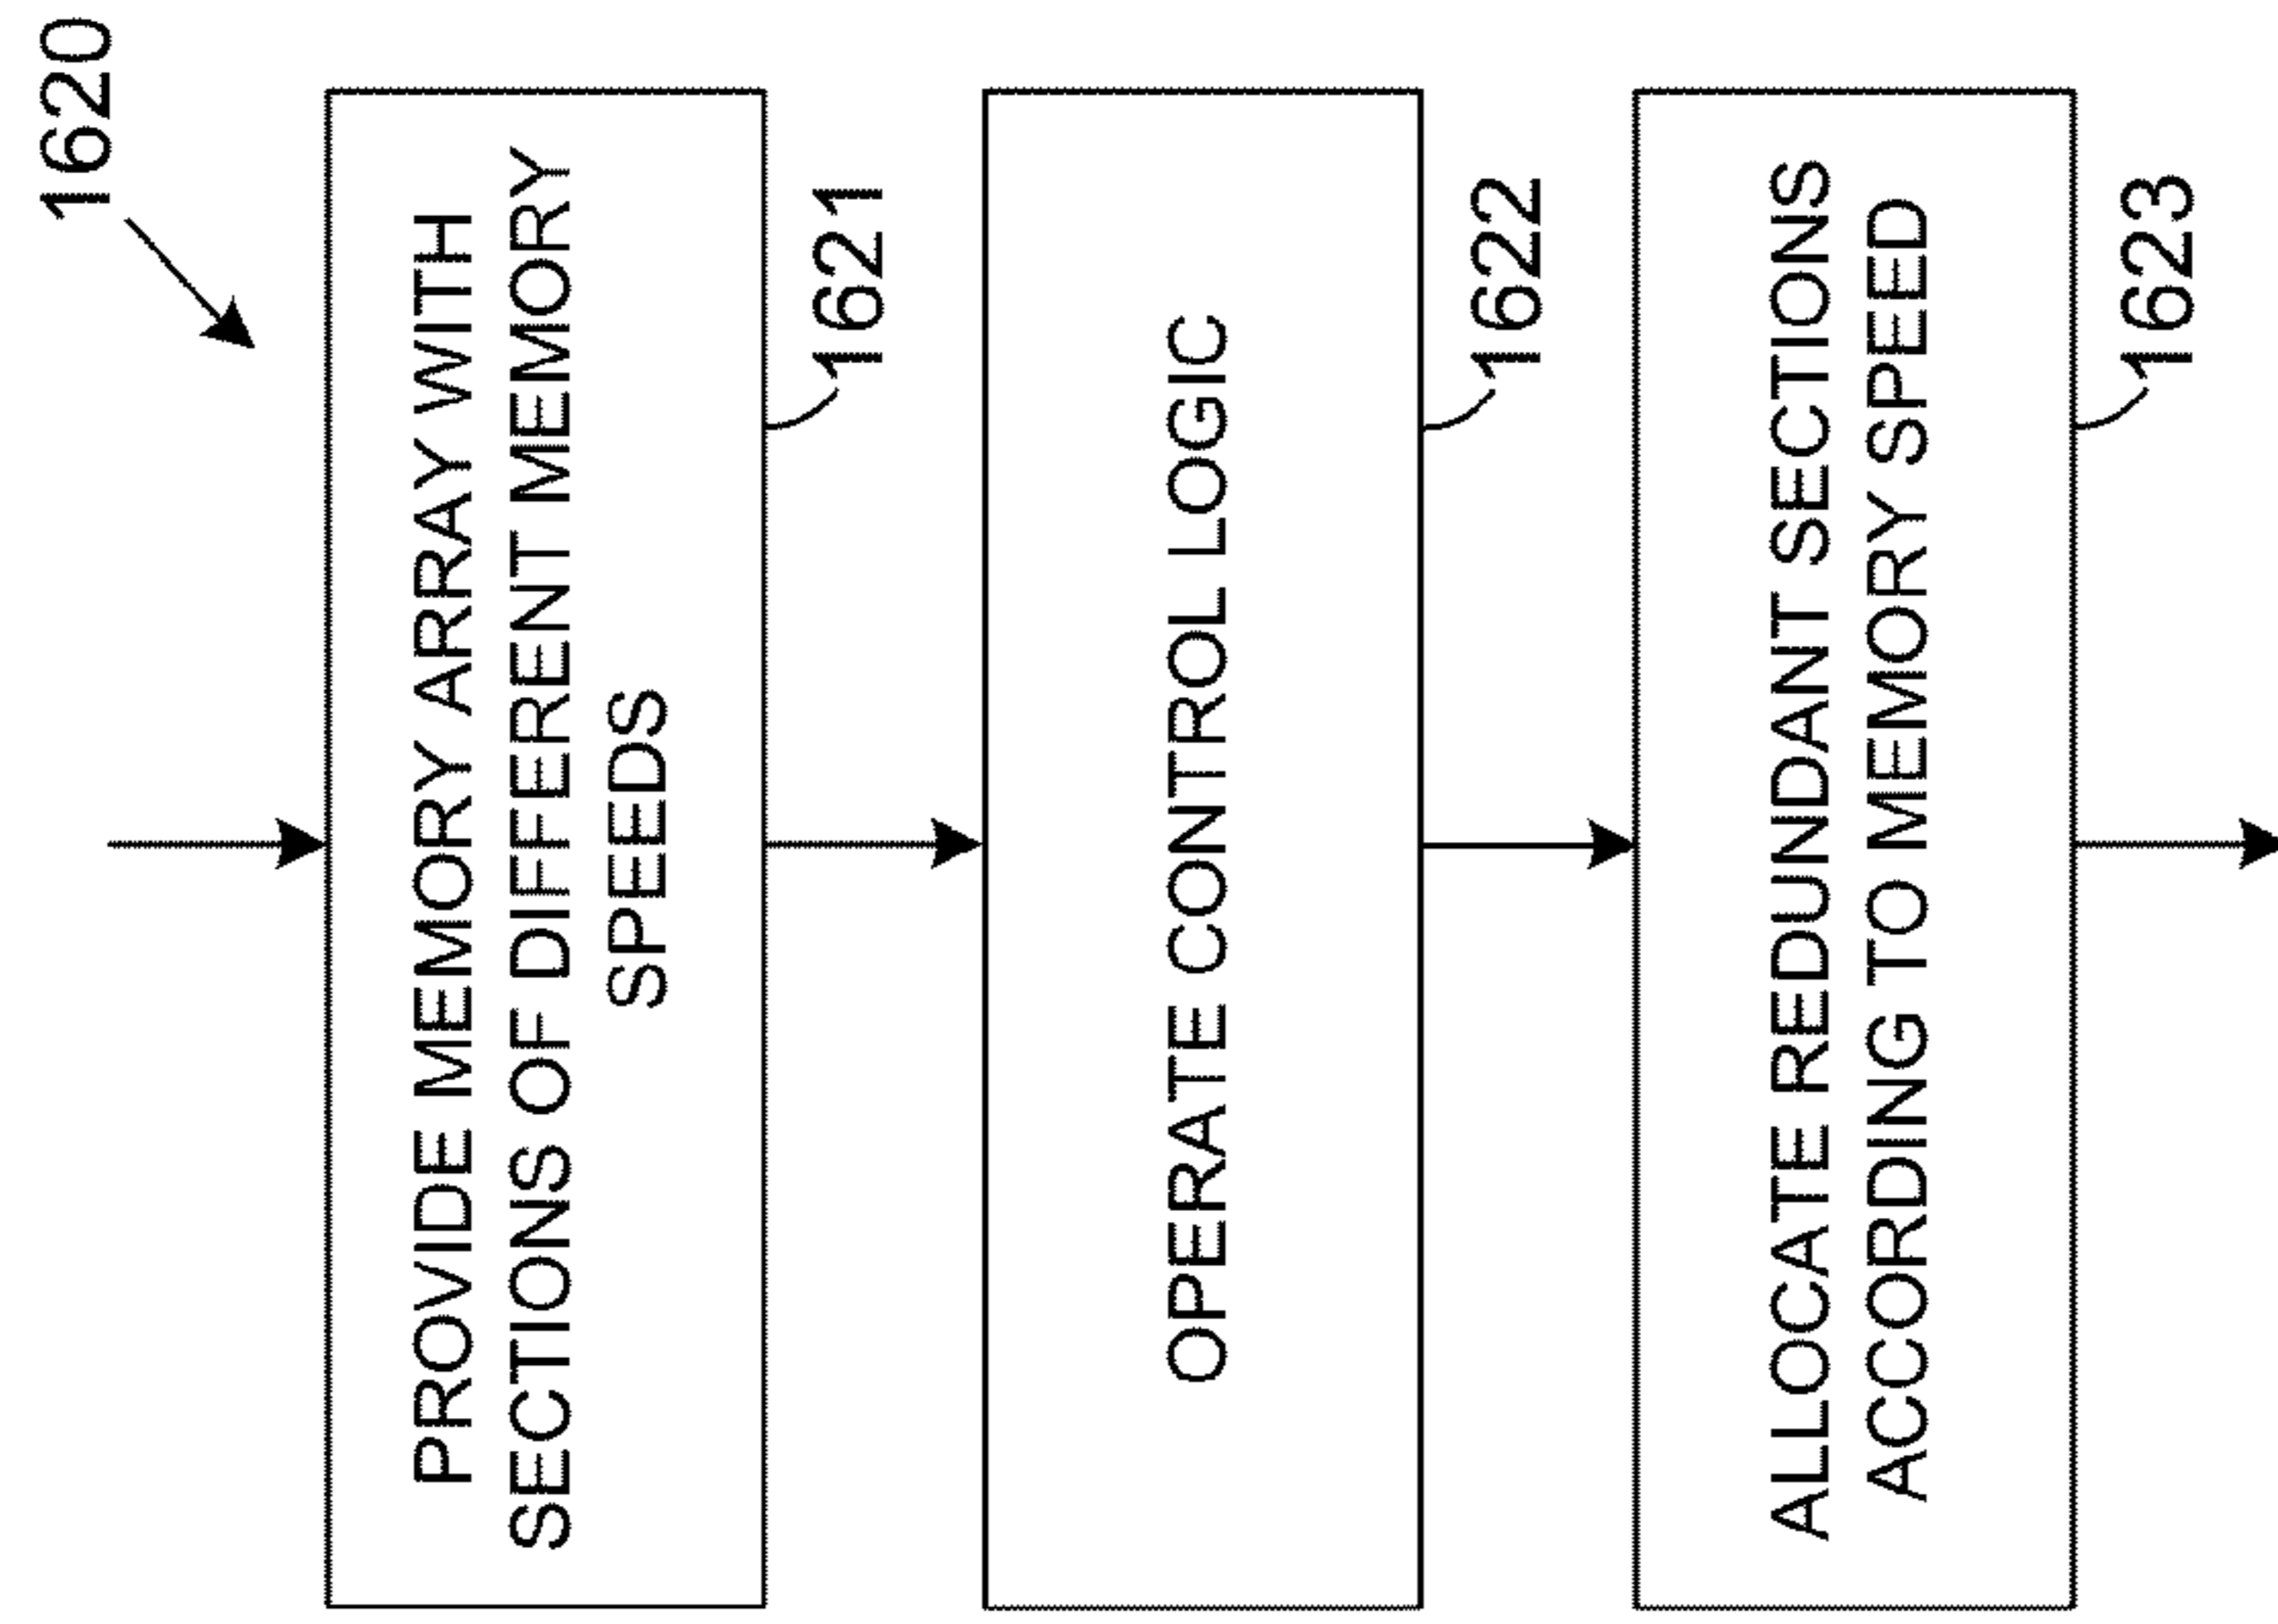 1620
PROVIDE MEMORY ARRAY WITH
SECTIONS OF DIFFERENT MEMORY
SPEEDS
1621
OPERATE CONTROL LOGIC
1622
ALLOCATE REDUNDANT SECTIONS
ACCORDING TO MEMORY SPEED
1623